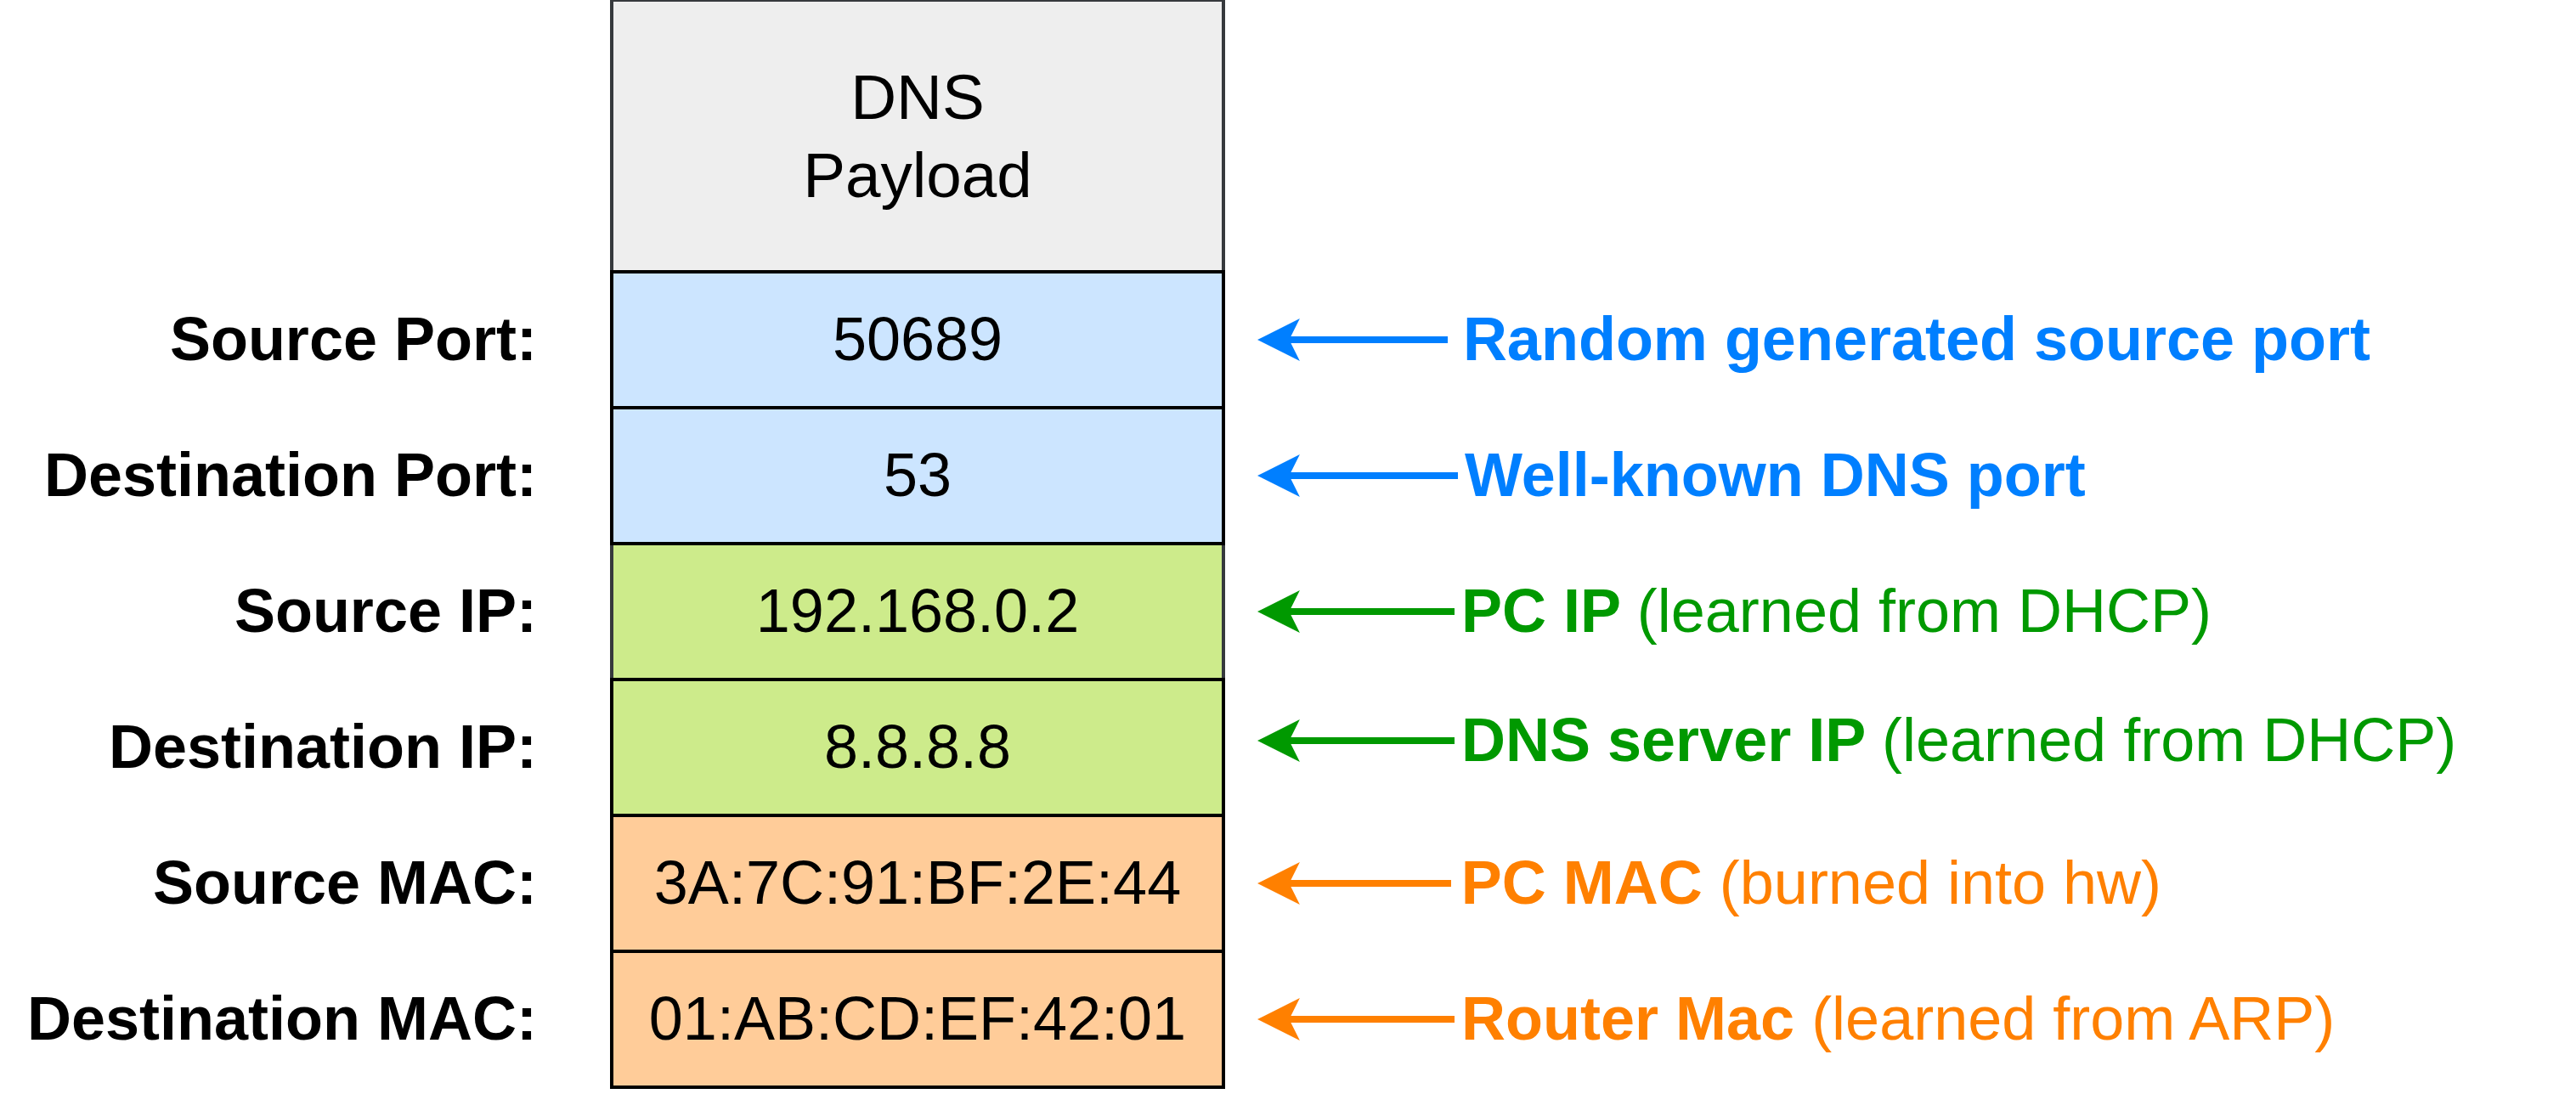 DNS
Payload
Source Port: 50689 Random generated source port
Destination Port: 53 Well-known DNS port
Source IP: 192.168.0.2 PC IP (learned from DHCP)
Destination IP: 8.8.8.8 DNS server IP (learned from DHCP)
Source MAC: 3A:7C:91:BF:2E:44 PC MAC (burned into hw)
Destination MAC: 01:AB:CD:EF:42:01 Router Mac (learned from ARP)